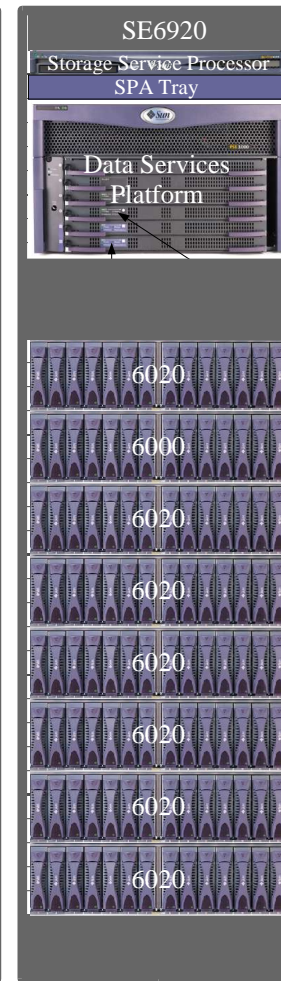 SE6920
Storage Service Processor
SPA Tray
Sun
Data Services
Platform
6020
6000
6020
6020
6020
6020
6020
6020